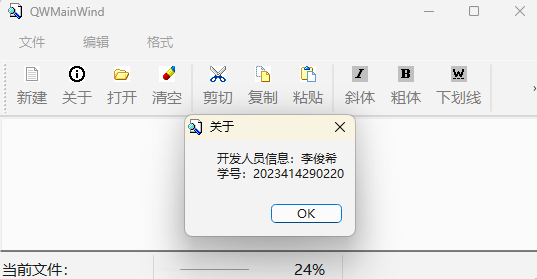 QWMainWind
文件 编辑 格式
新建 关于 打开 清空 剪切 复制 粘贴 斜体 粗体 下划线
关于
开发人员信息：李俊希
学号：2023414290220
OK
当前文件： 24%